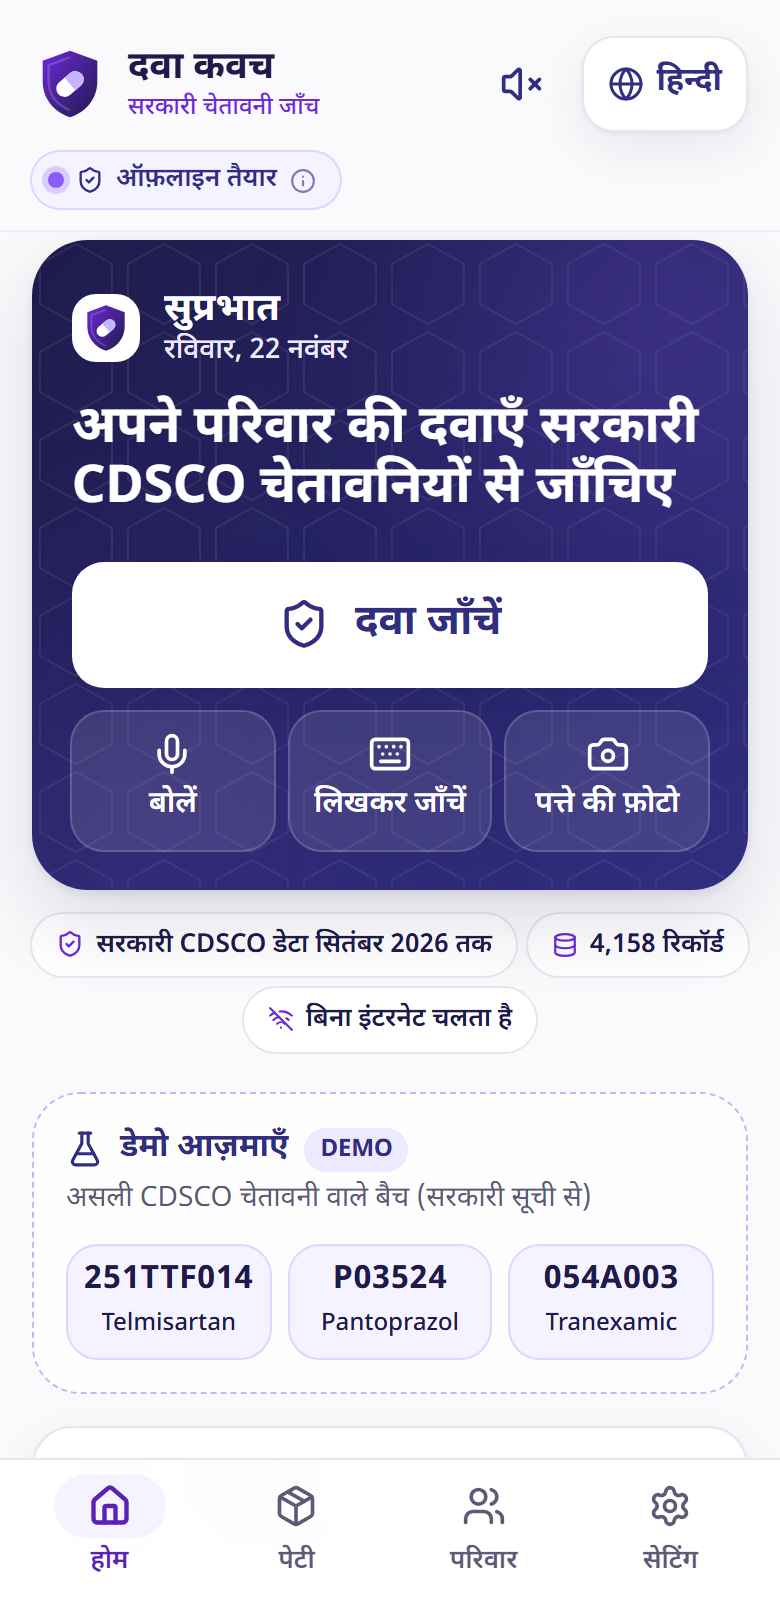 दवा कवच
सरकारी चेतावनी जाँच
हिन्दी
ऑफ़लाइन तैयार
सुप्रभात
रविवार, 22 नवंबर
अपने परिवार की दवाएँ सरकारी
CDSCO चेतावनियों से जाँचिए
दवा जाँचें
बोलें
लिखकर जाँचें
पत्ते की फ़ोटो
सरकारी CDSCO डेटा सितंबर 2026 तक
4,158 रिकॉर्ड
बिना इंटरनेट चलता है
डेमो आज़माएँ
DEMO
असली CDSCO चेतावनी वाले बैच (सरकारी सूची से)
251TTF014
Telmisartan
P03524
Pantoprazol
054A003
Tranexamic
होम
पेटी
परिवार
सेटिंग